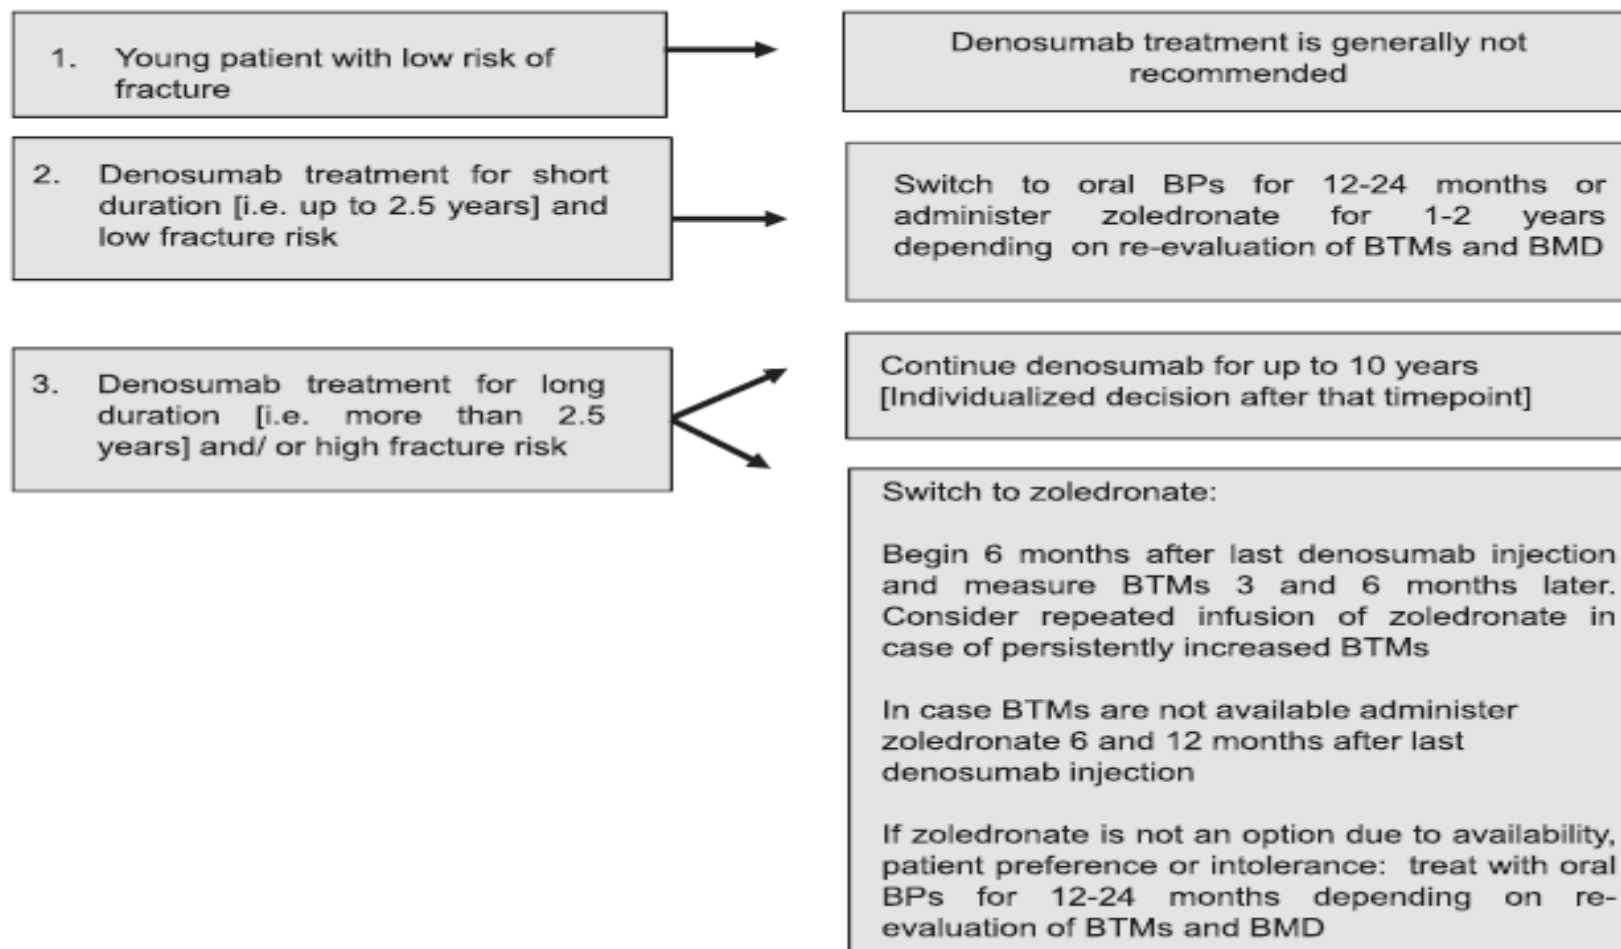 1. Young patient with low risk of
fracture
Denosumab treatment is generally not
recommended
2. Denosumab treatment for short
duration [i.e. up to 2.5 years] and
low fracture risk
Switch to oral BPs for 12-24 months or
administer zoledronate for 1-2 years
depending on re-evaluation of BTMs and BMD
3. Denosumab treatment for long
duration [i.e. more than 2.5
years] and/ or high fracture risk
Continue denosumab for up to 10 years
[Individualized decision after that timepoint]
Switch to zoledronate:
Begin 6 months after last denosumab injection
and measure BTMs 3 and 6 months later.
Consider repeated infusion of zoledronate in
case of persistently increased BTMs
In case BTMs are not available administer
zoledronate 6 and 12 months after last
denosumab injection
If zoledronate is not an option due to availability,
patient preference or intolerance: treat with oral
BPs for 12-24 months depending on re-
evaluation of BTMs and BMD